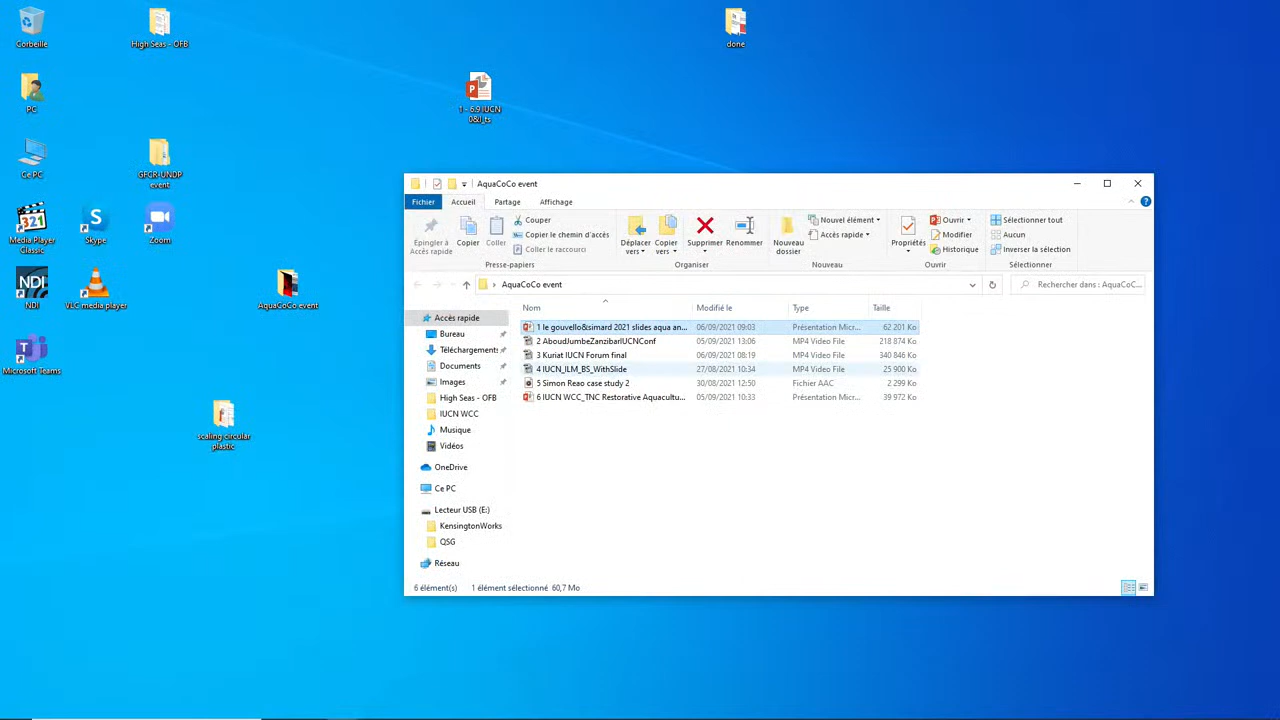 Corbeille
High Seas - OFB
done
PC
1 - 6.9 IUCN
Ce PC
GFCR-UNDP
event
Media Player
Classic
Skype
Zoom
NDI
VLC media player
AquaCoCo event
Microsoft Teams
scaling circular
plastic
AquaCoCo event
Fichier
Accueil
Partage
Affichage
Épingler à
Accès rapide
Copier
Coller
Couper
Copier le chemin d'accès
Coller le raccourci
Presse-papiers
Déplacer
vers
Copier
vers
Supprimer
Renommer
Organiser
Nouveau
dossier
Nouvel élément
Accès rapide
Nouveau
Propriétés
Ouvrir
Modifier
Historique
Ouvrir
Sélectionner tout
Aucun
Inverser la sélection
Sélectionner
AquaCoCo event
Rechercher dans : AquaCoC...
Nom Modifié le Type Taille
1 le gouvello&simard 2021 slides aqua an... 06/09/2021 09:03 Présentation Micr... 62 201 Ko
2 AboudJumbeZanzibarIUCNConf 05/09/2021 13:06 MP4 Video File 218 874 Ko
3 Kuriat IUCN Forum final 06/09/2021 08:19 MP4 Video File 340 846 Ko
4 IUCN_ILM_BS_WithSlide 27/08/2021 10:34 MP4 Video File 25 900 Ko
5 Simon Reao case study 2 30/08/2021 12:50 Fichier AAC 2 299 Ko
6 IUCN WCC_TNC Restorative Aquacultu... 05/09/2021 10:33 Présentation Micr... 39 972 Ko
Accès rapide
Bureau
Téléchargements
Documents
Images
High Seas - OFB
IUCN WCC
Musique
Vidéos
OneDrive
Ce PC
Lecteur USB (E:)
KensingtonWorks
QSG
Réseau
6 élément(s) 1 élément sélectionné 60,7 Mo